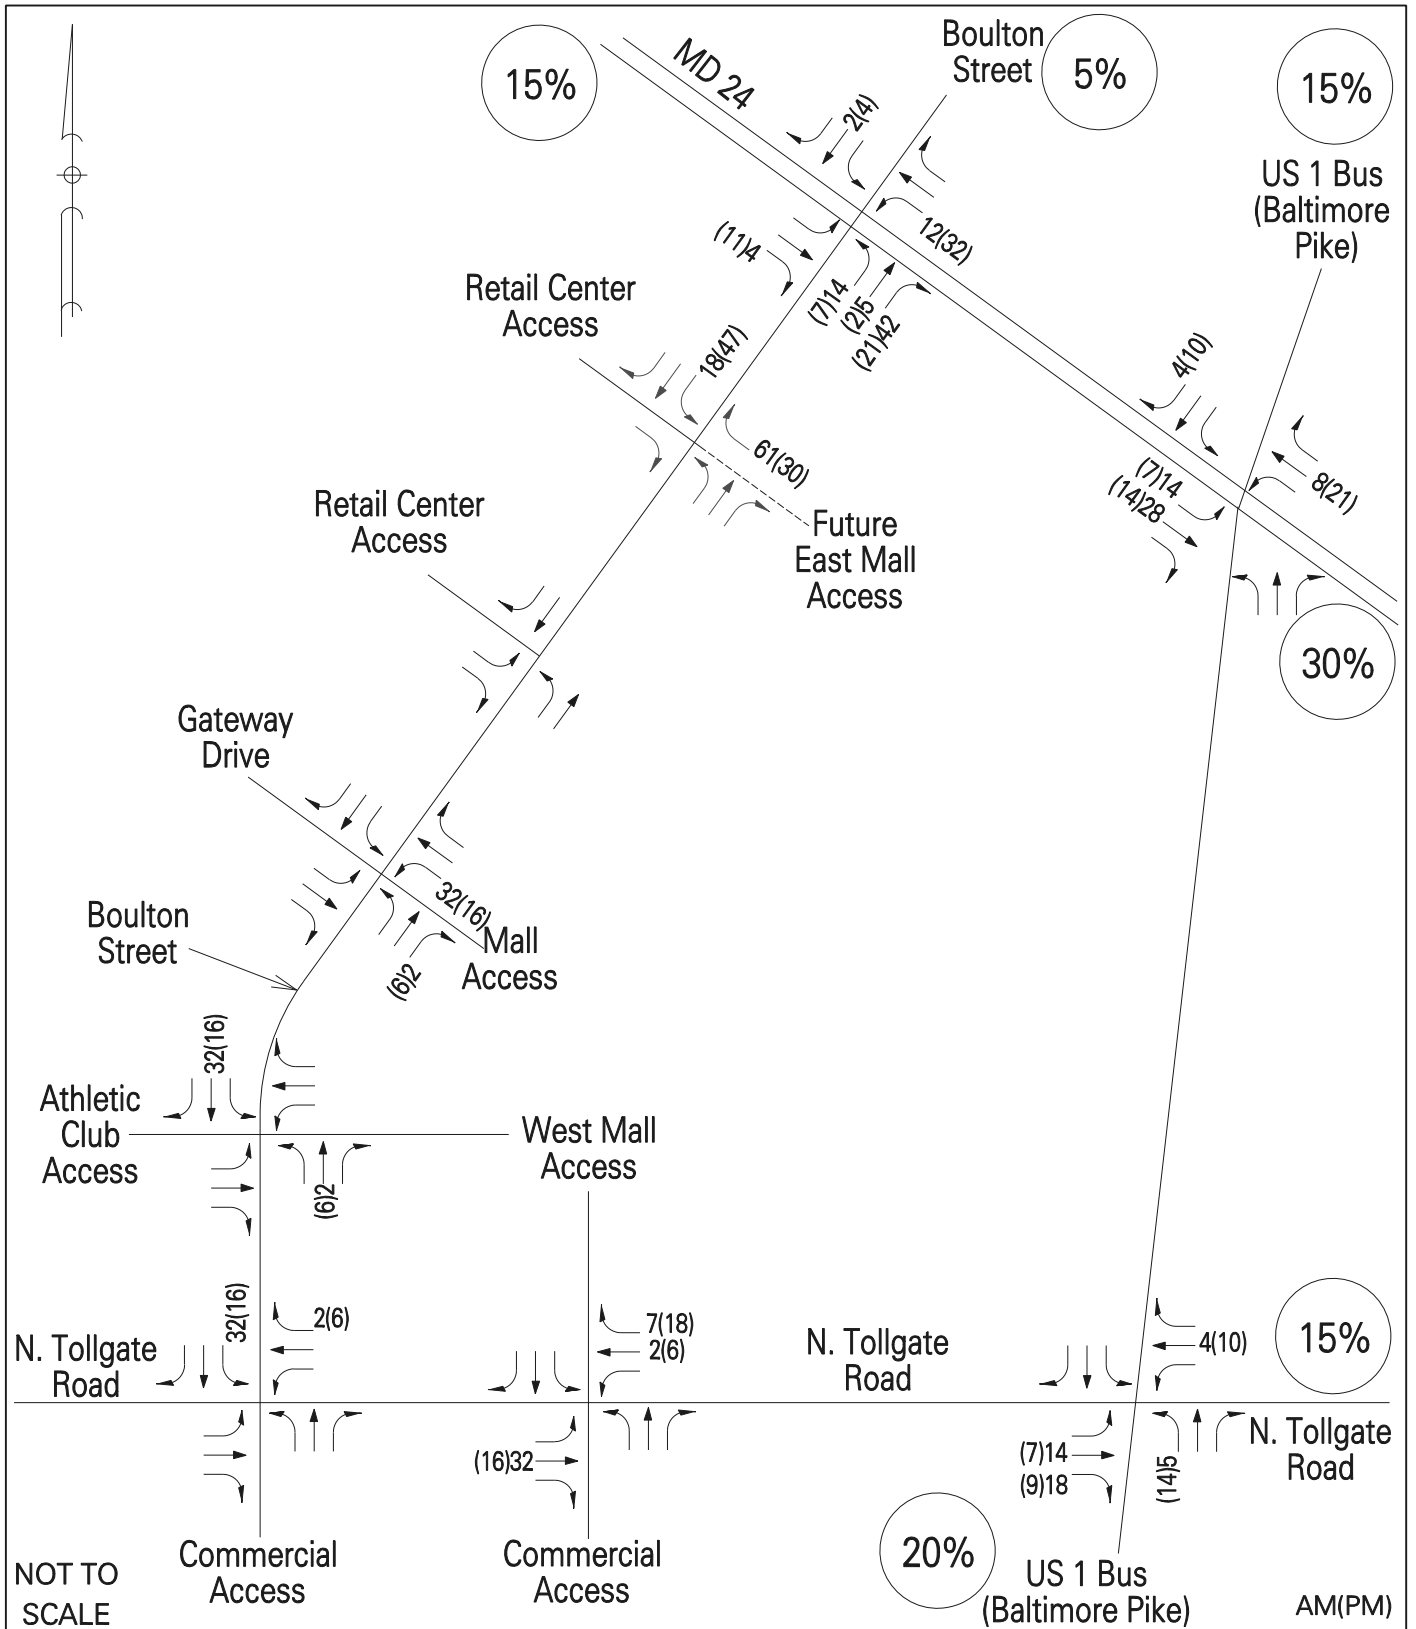 15%
MD 24
Boulton
Street
5%
15%
US 1 Bus
(Baltimore
Pike)
2(4)
12(32)
(11)4
(7)14
(2)5
(21)42
Retail Center
Access
18(47)
61(30)
4(10)
(7)14
(14)28
8(21)
Future
East Mall
Access
Retail Center
Access
30%
Gateway
Drive
32(16)
Mall
Access
(6)2
Boulton
Street
32(16)
Athletic
Club
Access
West Mall
Access
(6)2
32(16)
2(6)
7(18)
2(6)
N. Tollgate
Road
N. Tollgate
Road
4(10)
15%
(16)32
(7)14
(9)18
(14)5
N. Tollgate
Road
20%
Commercial
Access
Commercial
Access
US 1 Bus
(Baltimore Pike)
NOT TO
SCALE
AM(PM)